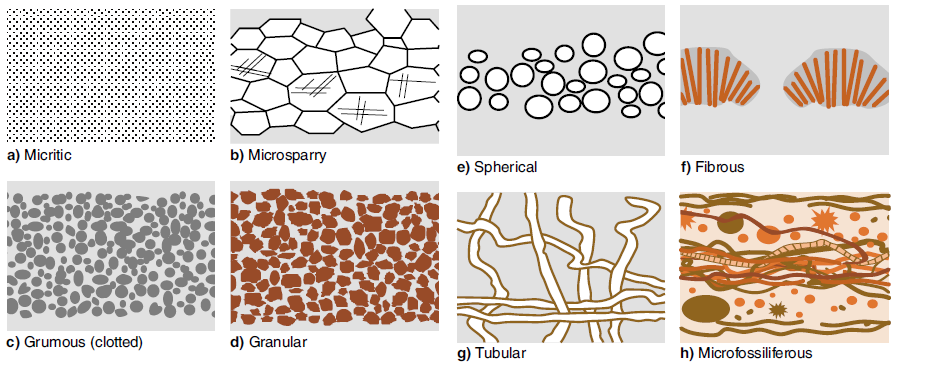 a) Micritic
b) Microsparry
e) Spherical
f) Fibrous
c) Grumous (clotted)
d) Granular
g) Tubular
h) Microfossiliferous